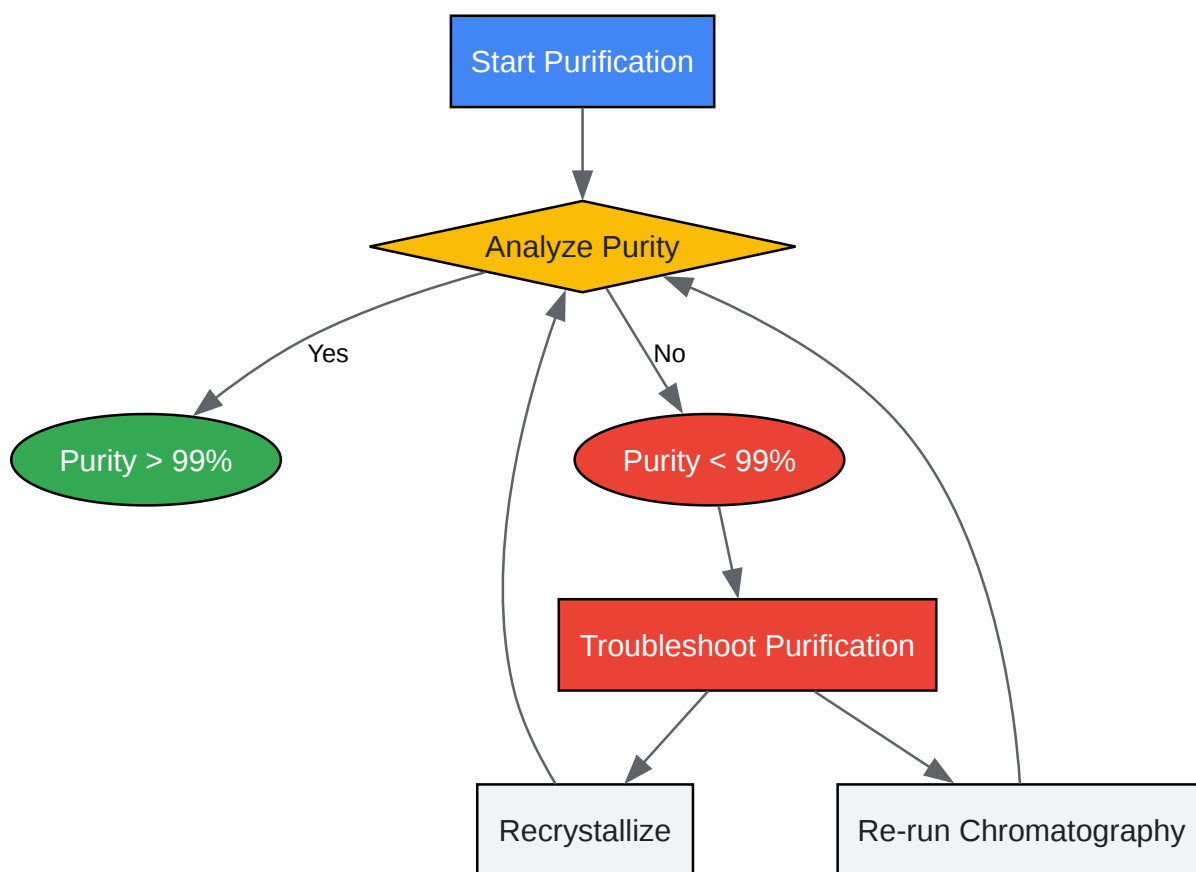 Start Purification
Analyze Purity
Yes
No
Purity > 99%
Purity < 99%
Troubleshoot Purification
Recrystallize
Re-run Chromatography